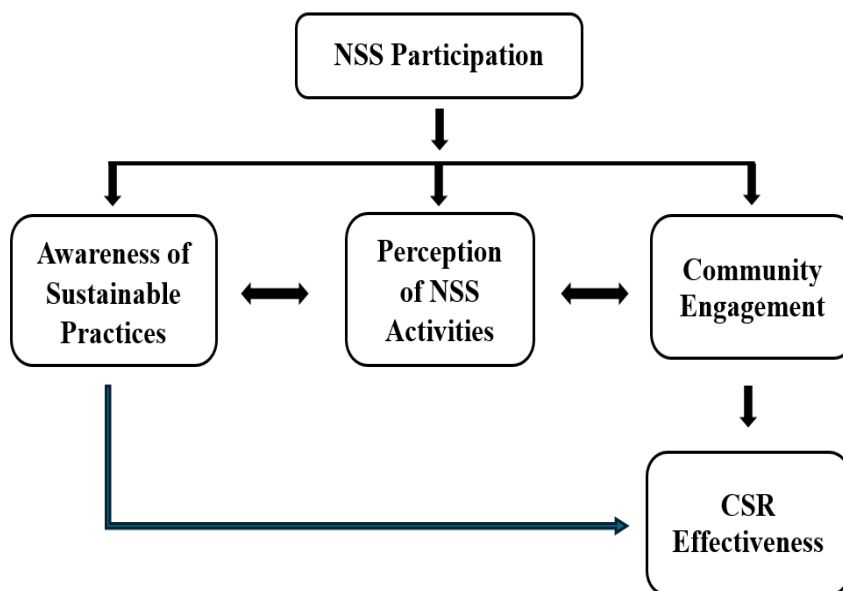 NSS Participation
Awareness of
Sustainable
Practices
Perception
of NSS
Activities
Community
Engagement
CSR
Effectiveness